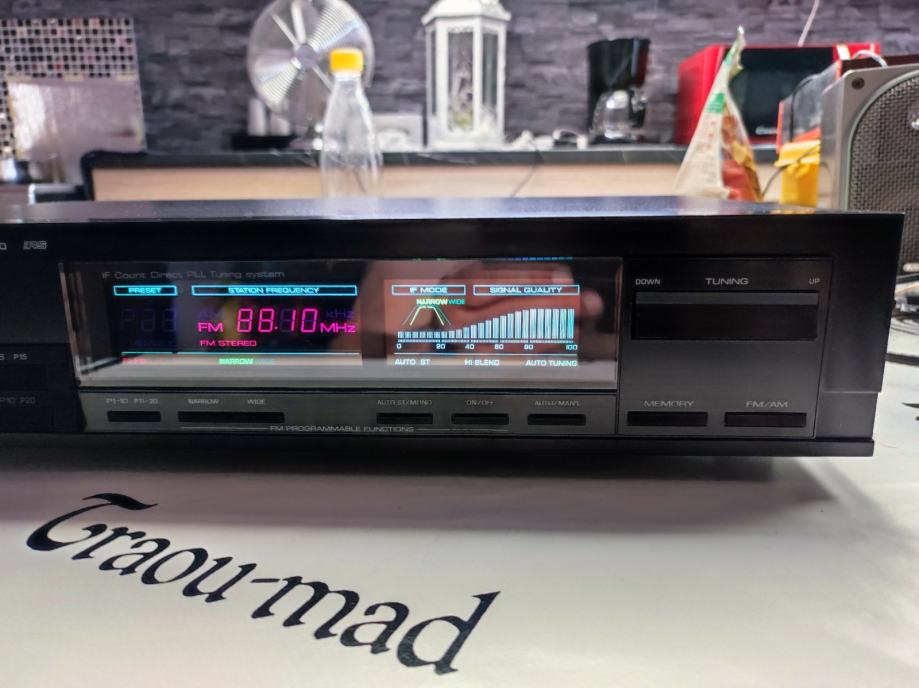 RS
IF Count Direct PLL Tuning system
PRESET STATION FREQUENCY IF MODE SIGNAL QUALITY
DOWN TUNING UP
NARROW WIDE
AM kHz
FM 88.10 MHz
FM STEREO
0 20 40 60 80 100
NARROW
AUTO ST HI BLEND AUTO TUNING
P15
P20
P1-10 P11-20 NARROW WIDE AUTO ST/MONO ON/OFF AUTO/MAN'L
MEMORY FM/AM
FM PROGRAMMABLE FUNCTIONS
Traou-mad